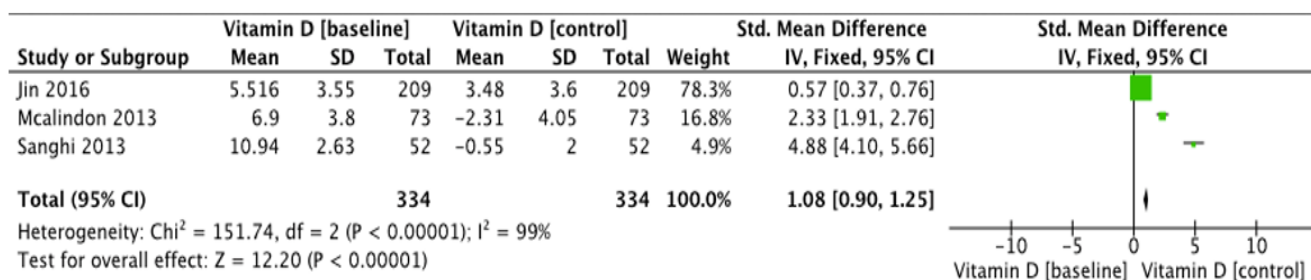 Vitamin D [baseline] Vitamin D [control] Std. Mean Difference Std. Mean Difference
Study or Subgroup Mean SD Total Mean SD Total Weight IV, Fixed, 95% CI IV, Fixed, 95% CI
Jin 2016 5.516 3.55 209 3.48 3.6 209 78.3% 0.57 [0.37, 0.76]
Mcalindon 2013 6.9 3.8 73 -2.31 4.05 73 16.8% 2.33 [1.91, 2.76]
Sanghi 2013 10.94 2.63 52 -0.55 2 52 4.9% 4.88 [4.10, 5.66]
Total (95% CI) 334 334 100.0% 1.08 [0.90, 1.25]
Heterogeneity: Chi² = 151.74, df = 2 (P < 0.00001); I² = 99%
Test for overall effect: Z = 12.20 (P < 0.00001)
-10 -5 0 5 10
Vitamin D [baseline] Vitamin D [control]